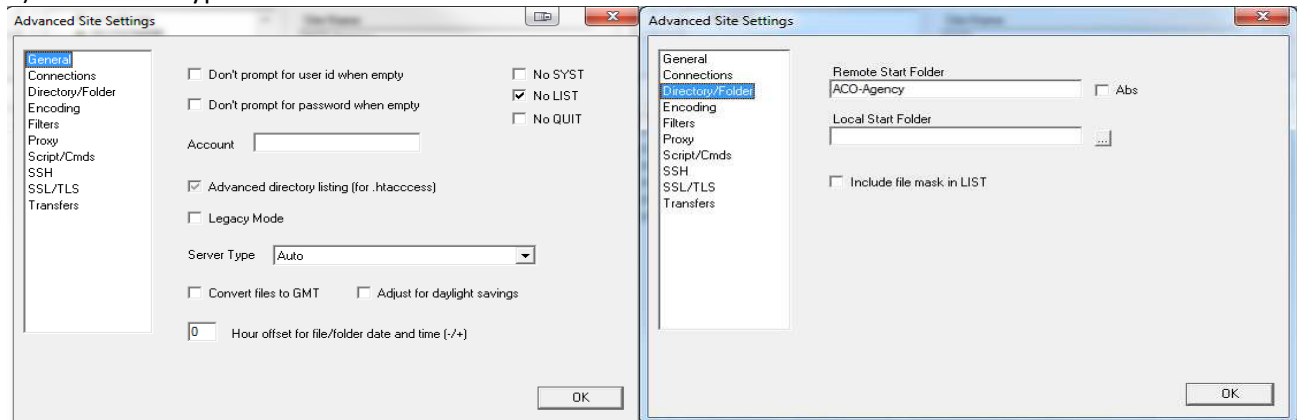 Advanced Site Settings
General
Connections
Directory/Folder
Encoding
Filters
Proxy
Script/Cmds
SSH
SSL/TLS
Transfers
Don't prompt for user id when empty
No SYST
Don't prompt for password when empty
No LIST
No QUIT
Account
Advanced directory listing (for .htacccess)
Legacy Mode
Server Type Auto
Convert files to GMT Adjust for daylight savings
0 Hour offset for file/folder date and time (-/+)
OK
Advanced Site Settings
General
Connections
Directory/Folder
Encoding
Filters
Proxy
Script/Cmds
SSH
SSL/TLS
Transfers
Remote Start Folder
ACO-Agency Abs
Local Start Folder
...
Include file mask in LIST
OK